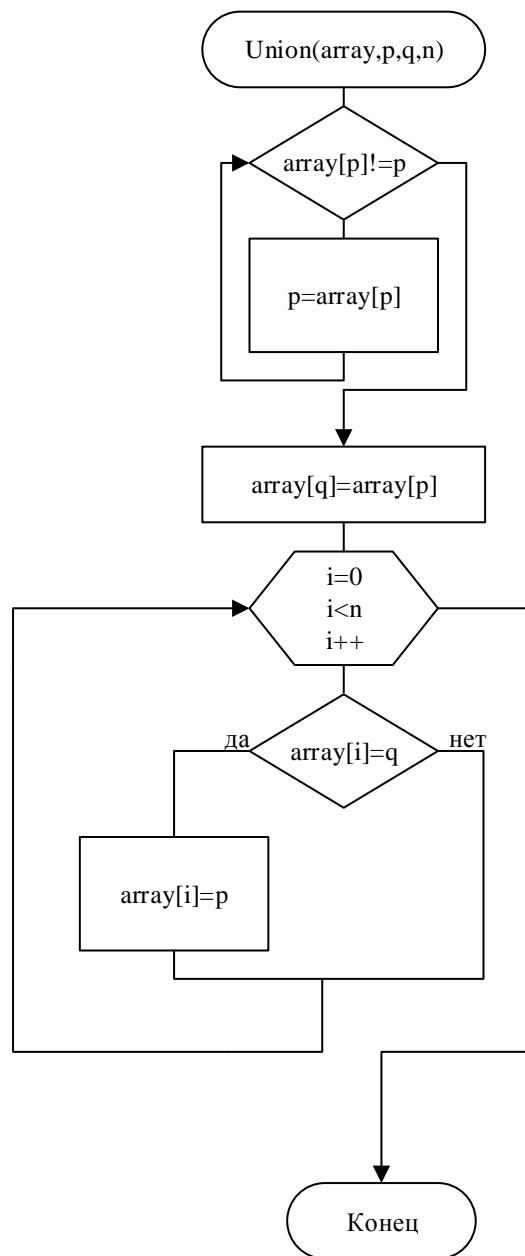 Union(array,p,q,n)
array[p]!=p
p=array[p]
array[q]=array[p]
i=0
i<n
i++
да
array[i]=q
нет
array[i]=p
Конец